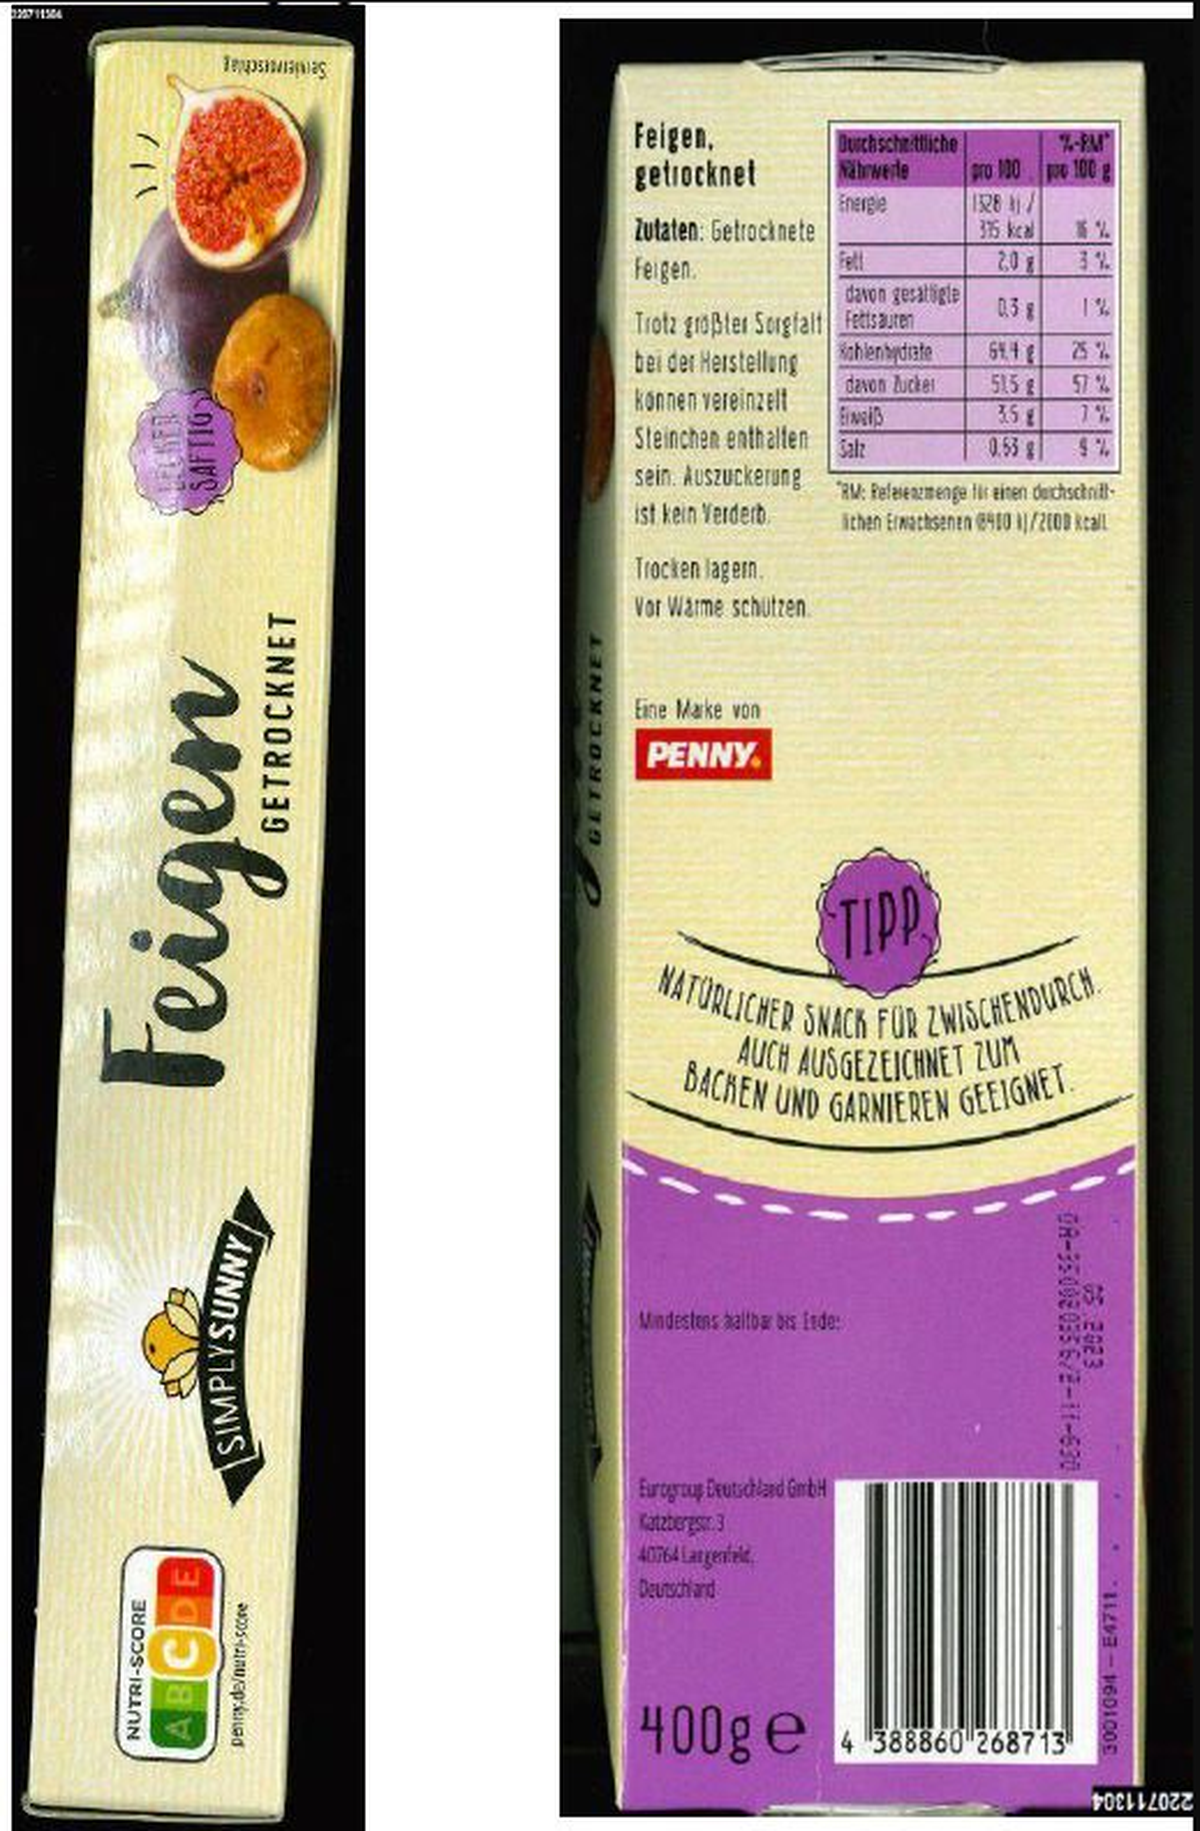 220711304
Serviervorschlag
LECKER
SAFTIG
Feigen
GETROCKNET
SIMPLY SUNNY
NUTRI-SCORE
A B C D E
penny.de/nutri-score
Feigen,
getrocknet
Zutaten: Getrocknete
Feigen.
Trotz größter Sorgfalt
bei der Herstellung
können vereinzelt
Steinchen enthalten
sein. Auszuckerung
ist kein Verderb.
Trocken lagern.
Vor Wärme schützen.
Durchschnittliche Nährwerte pro 100 %-RM* pro 100 g
Energie 1328 kj / 315 kcal 16 %
Fett 2,0 g 3 %
davon gesättigte Fettsäuren 0,3 g 1 %
Kohlenhydrate 64,4 g 25 %
davon Zucker 51,5 g 57 %
Eiweiß 3,5 g 7 %
Salz 0,53 g 9 %
*RM: Referenzmenge für einen durchschnitt-
lichen Erwachsenen (8400 kj/2000 kcal).
GETROCKNET
Eine Marke von
PENNY.
TIPP
NATÜRLICHER SNACK FÜR ZWISCHENDURCH.
AUCH AUSGEZEICHNET ZUM
BACKEN UND GARNIEREN GEEIGNET.
Mindestens haltbar bis Ende:
Eurogroup Deutschland GmbH
Katzbergstr. 3
40764 Langenfeld,
Deutschland
400g e
4 388860 268713
3001094 – E4711.
220711304